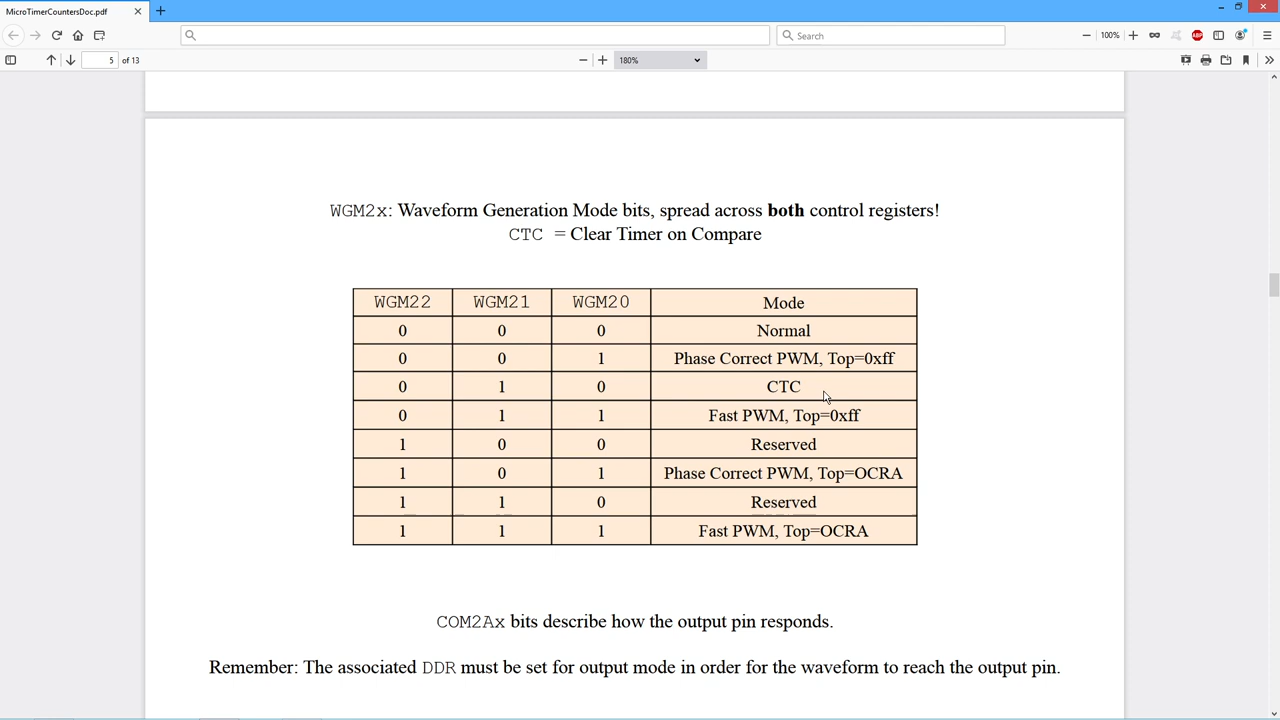 MicroTimerCountersDoc.pdf
Search
100%
5 of 13
180%
WGM2x: Waveform Generation Mode bits, spread across both control registers!
CTC = Clear Timer on Compare
WGM22 WGM21 WGM20 Mode
0 0 0 Normal
0 0 1 Phase Correct PWM, Top=0xff
0 1 0 CTC
0 1 1 Fast PWM, Top=0xff
1 0 0 Reserved
1 0 1 Phase Correct PWM, Top=OCRA
1 1 0 Reserved
1 1 1 Fast PWM, Top=OCRA
COM2Ax bits describe how the output pin responds.
Remember: The associated DDR must be set for output mode in order for the waveform to reach the output pin.